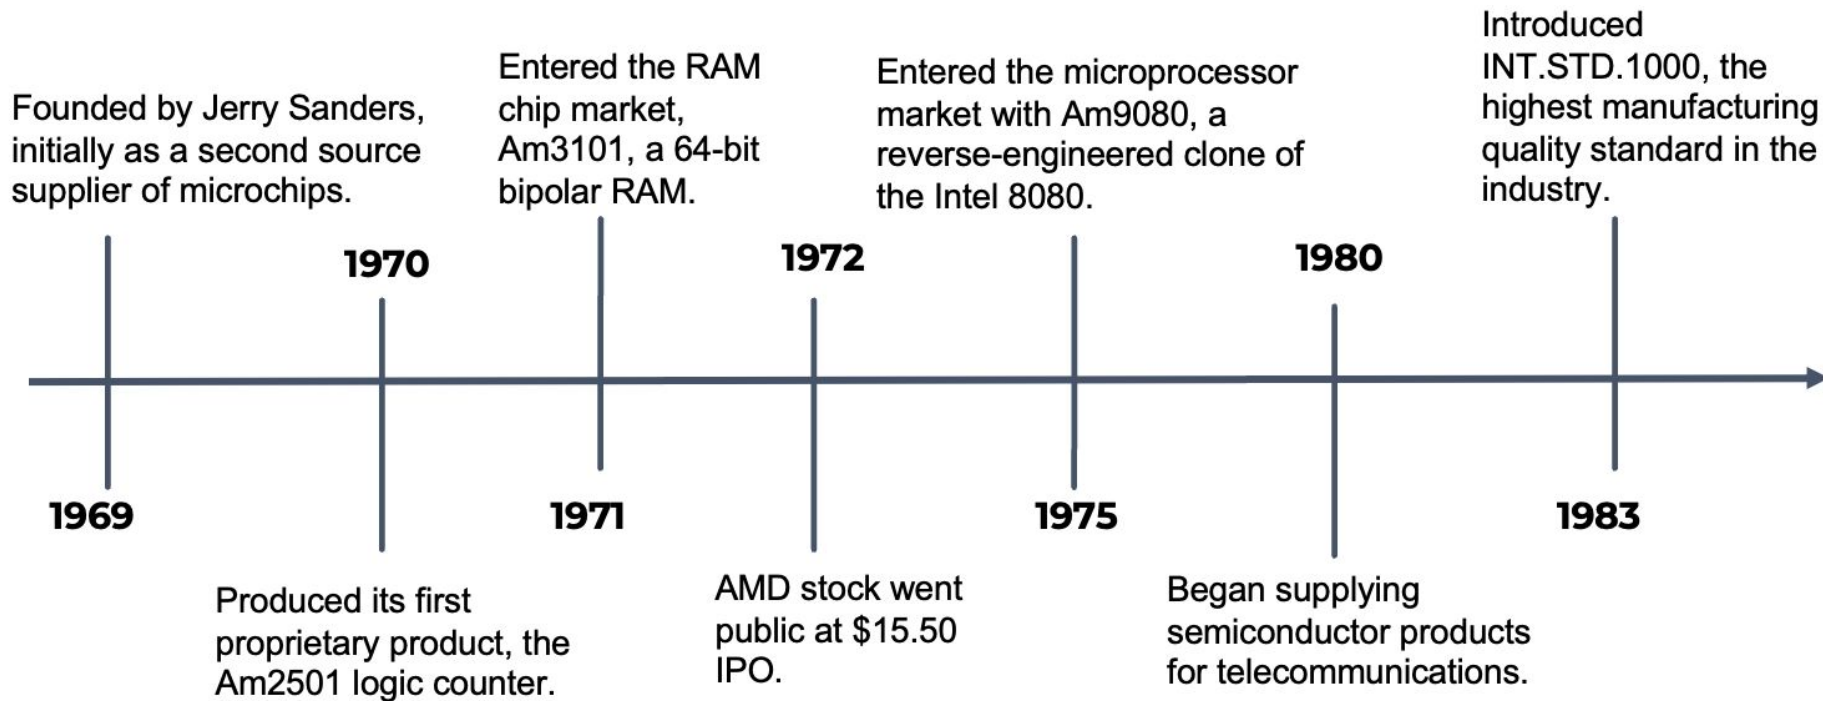 Founded by Jerry Sanders,
initially as a second source
supplier of microchips.
1969
1970
Produced its first
proprietary product, the
Am2501 logic counter.
Entered the RAM
chip market,
Am3101, a 64-bit
bipolar RAM.
1971
1972
AMD stock went
public at $15.50
IPO.
Entered the microprocessor
market with Am9080, a
reverse-engineered clone of
the Intel 8080.
1975
1980
Began supplying
semiconductor products
for telecommunications.
Introduced
INT.STD.1000, the
highest manufacturing
quality standard in the
industry.
1983